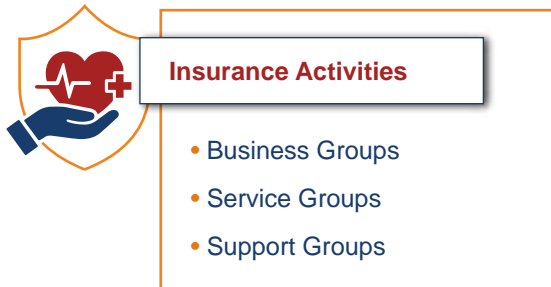 Insurance Activities
• Business Groups
• Service Groups
• Support Groups